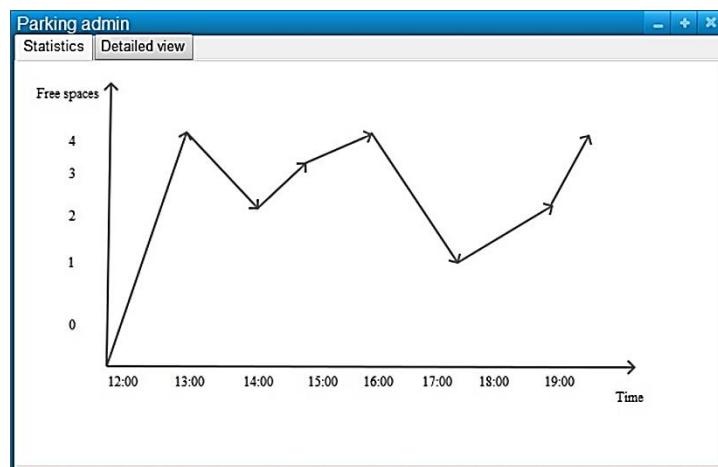 Parking admin
Statistics Detailed view
Free spaces
4
3
2
1
0
12:00 13:00 14:00 15:00 16:00 17:00 18:00 19:00
Time